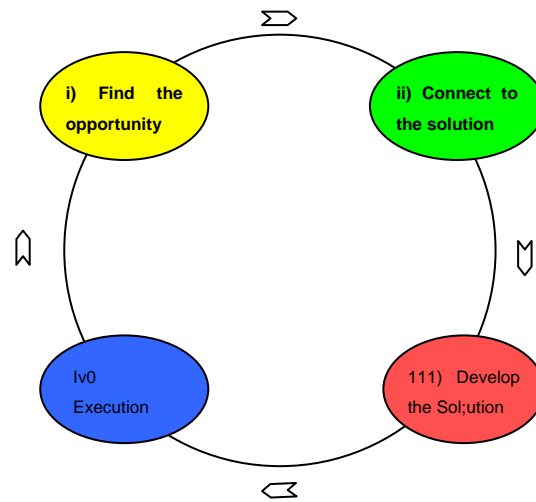 i) Find the
opportunity
ii) Connect to
the solution
111) Develop
the Sol;ution
Iv0
Execution